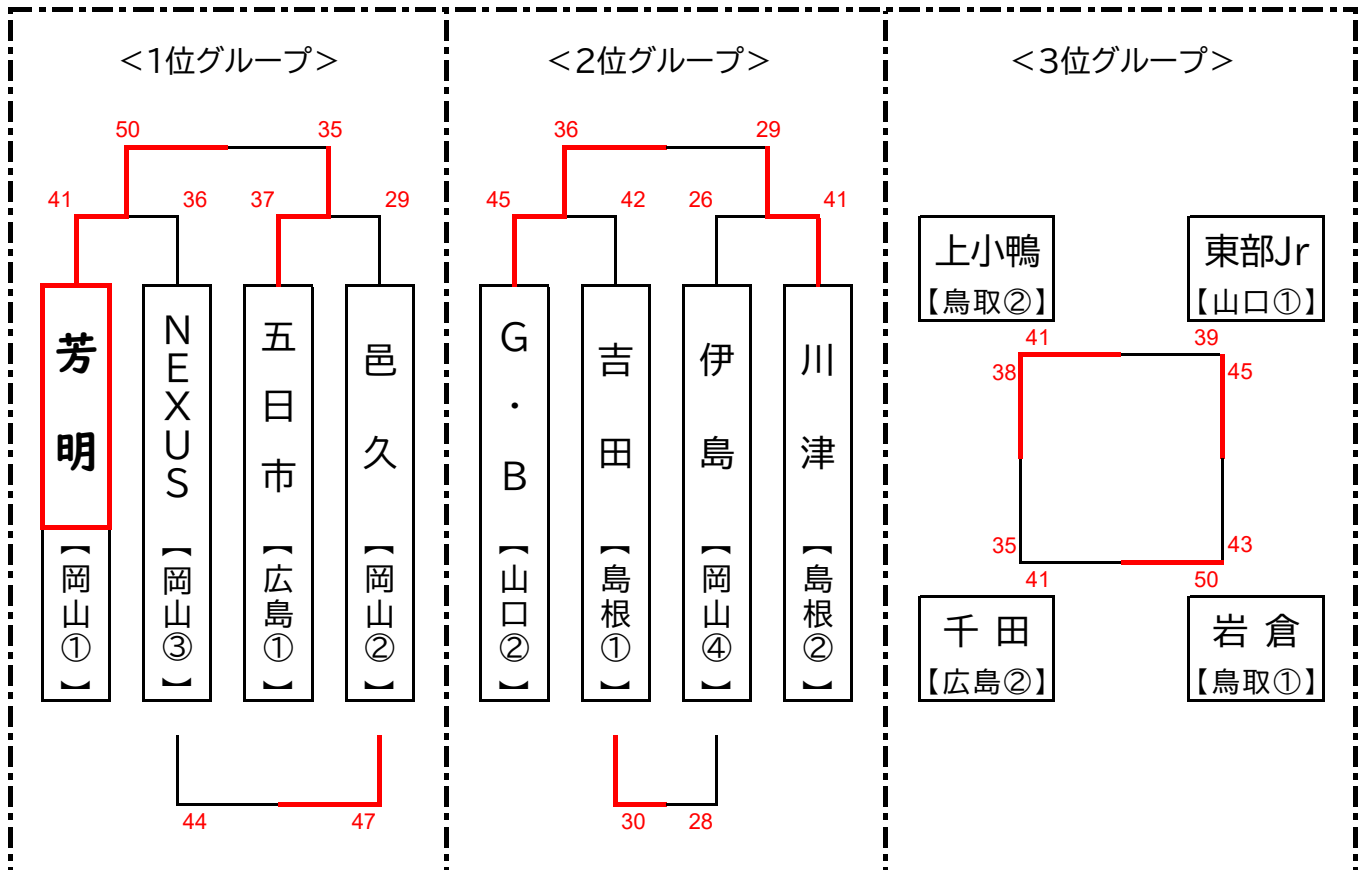 <1位グループ>
50 35
41 36 37 29
芳明【岡山①】
NEXUS【岡山③】
五日市【広島①】
邑久【岡山②】
44 47
<2位グループ>
36 29
45 42 26 41
G・B【山口②】
吉田【島根①】
伊島【岡山④】
川津【島根②】
30 28
<3位グループ>
上小鴨 東部Jr
【鳥取②】 【山口①】
41 39
38 45
35 43
41 50
千田 岩倉
【広島②】 【鳥取①】